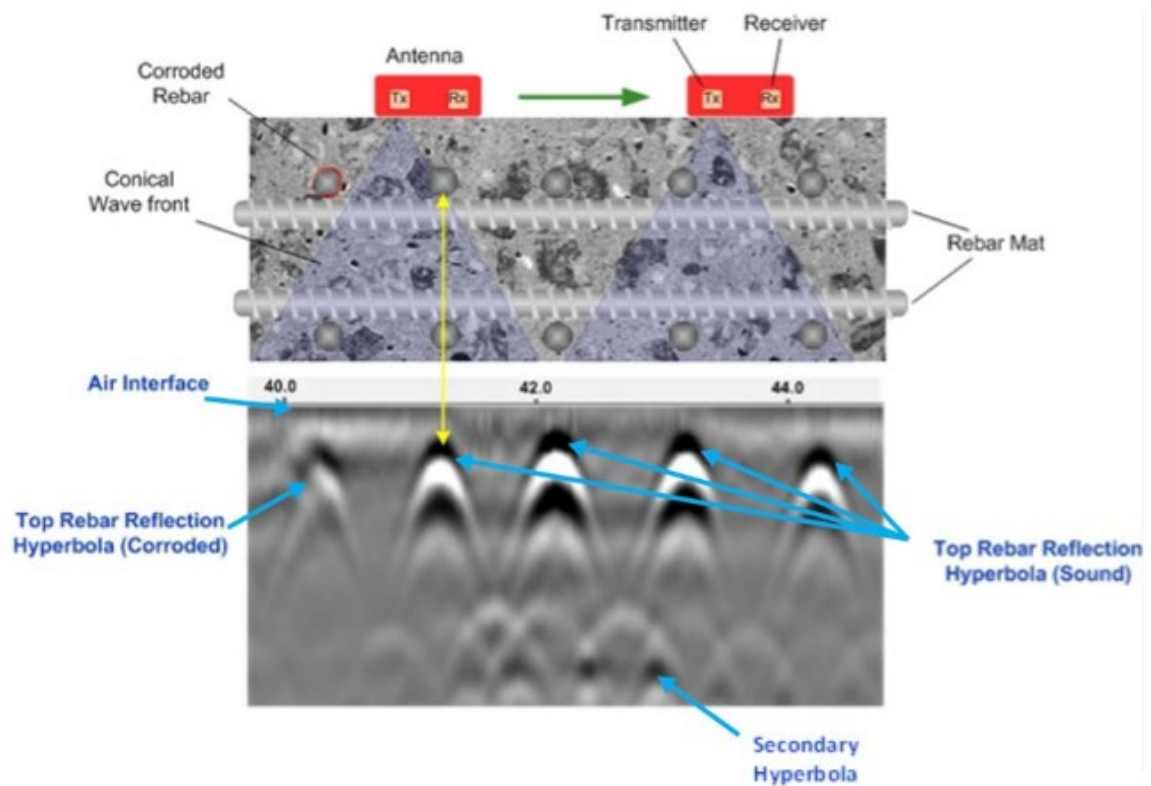 Transmitter
Receiver
Antenna
Corroded
Rebar
Tx
Rx
Tx
Rx
Conical
Wave front
Rebar Mat
Air Interface
40.0
42.0
44.0
Top Rebar Reflection
Hyperbola (Corroded)
Top Rebar Reflection
Hyperbola (Sound)
Secondary
Hyperbola